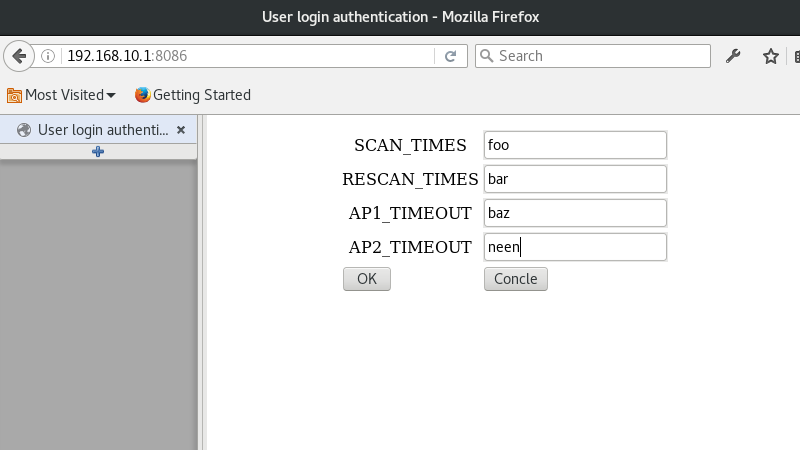 User login authentication - Mozilla Firefox
192.168.10.1:8086
Search
Most Visited
Getting Started
User login authenti...
SCAN_TIMES foo
RESCAN_TIMES bar
AP1_TIMEOUT baz
AP2_TIMEOUT neen
OK Concle